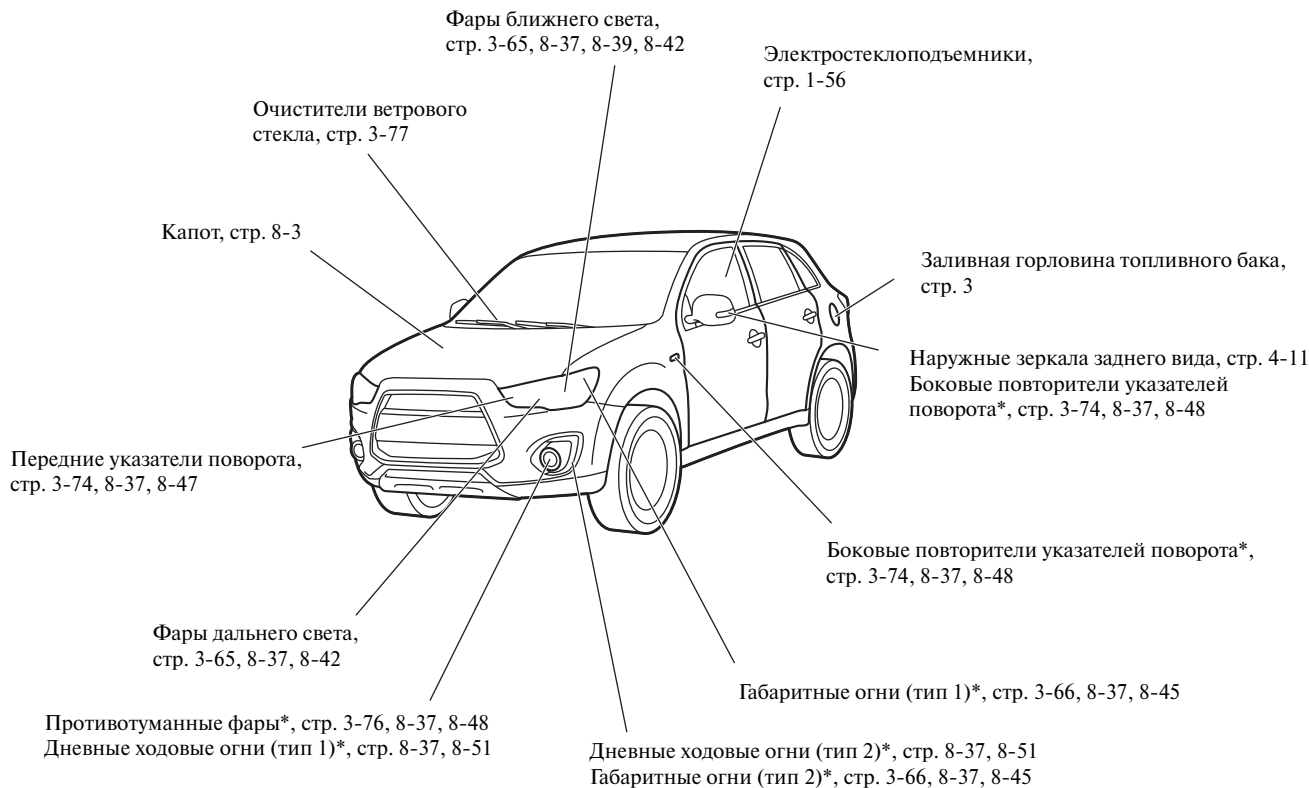 Фары ближнего света,
стр. 3-65, 8-37, 8-39, 8-42
Электростеклоподъемники,
стр. 1-56
Очистители ветрового
стекла, стр. 3-77
Капот, стр. 8-3
Заливная горловина топливного бака,
стр. 3
Наружные зеркала заднего вида, стр. 4-11
Боковые повторители указателей
поворота*, стр. 3-74, 8-37, 8-48
Передние указатели поворота,
стр. 3-74, 8-37, 8-47
Боковые повторители указателей поворота*,
стр. 3-74, 8-37, 8-48
Фары дальнего света,
стр. 3-65, 8-37, 8-42
Габаритные огни (тип 1)*, стр. 3-66, 8-37, 8-45
Противотуманные фары*, стр. 3-76, 8-37, 8-48
Дневные ходовые огни (тип 1)*, стр. 8-37, 8-51
Дневные ходовые огни (тип 2)*, стр. 8-37, 8-51
Габаритные огни (тип 2)*, стр. 3-66, 8-37, 8-45